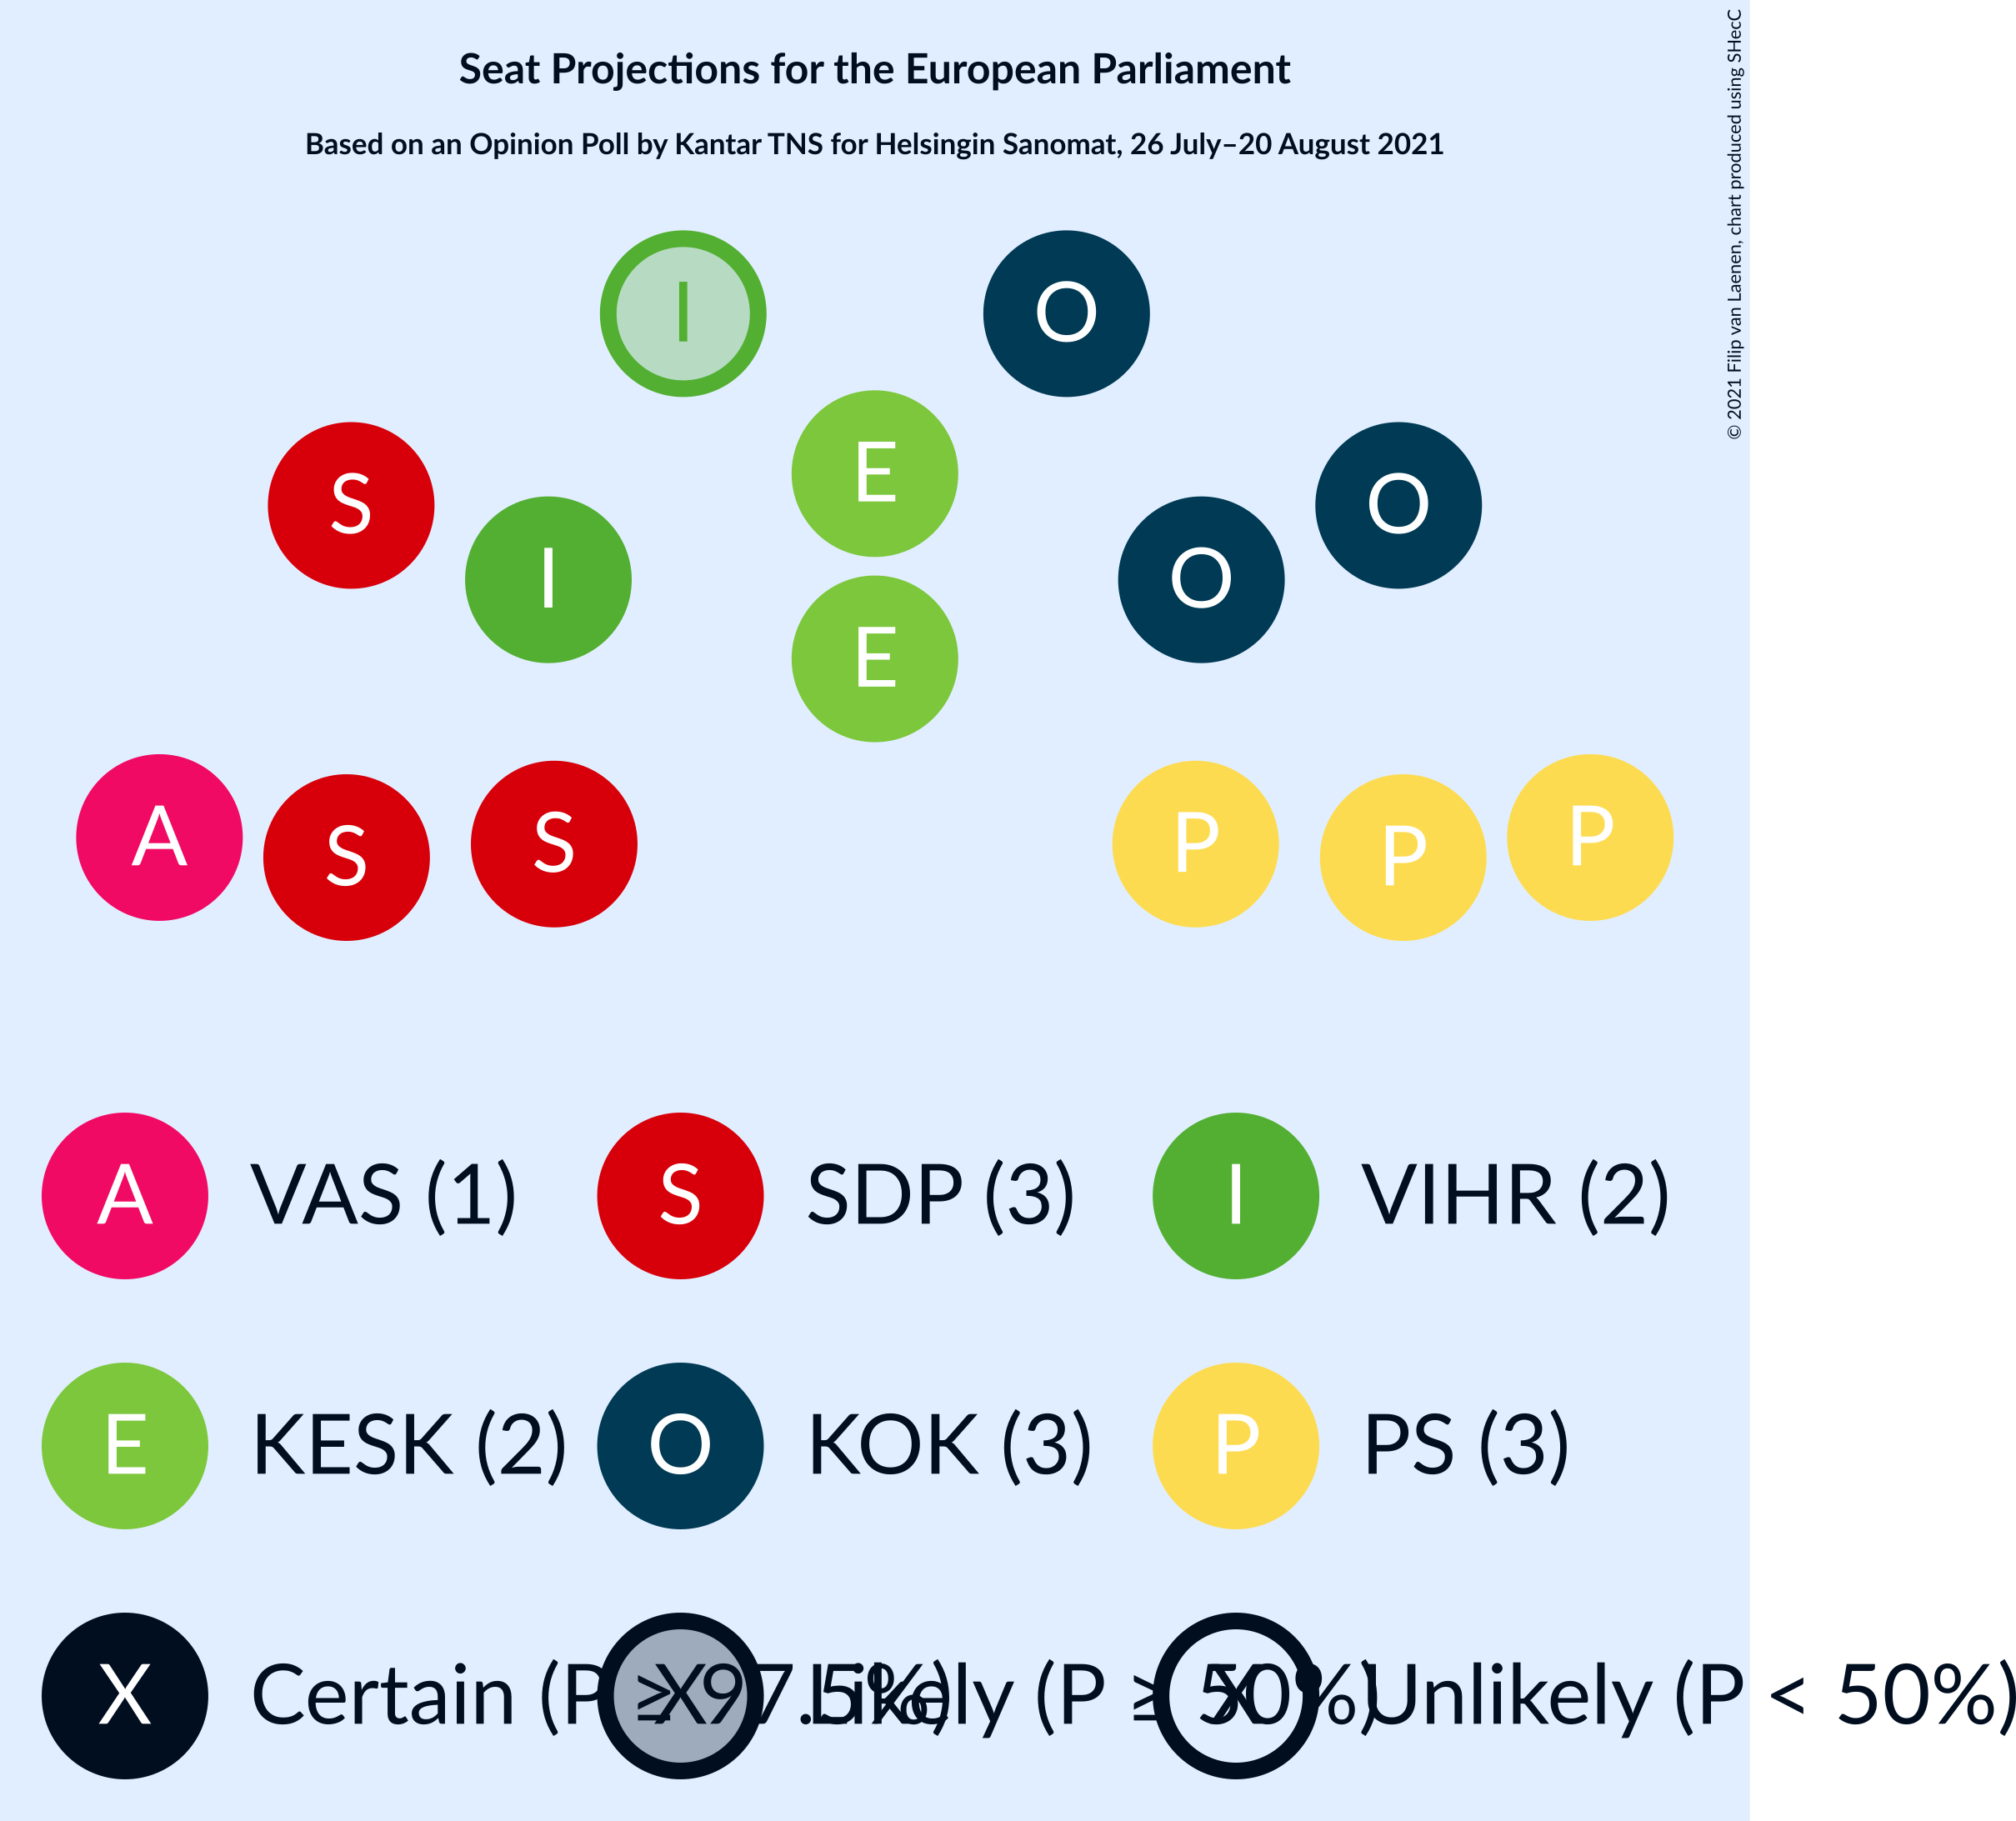 Seat Projections for the European Parliament
Based on an Opinion Poll by Kantar TNS for Helsingin Sanomat, 26 July–20 August 2021
© 2021 Filip van Laenen, chart produced using SHecC
I O
E
S O
I O
E
A P
S S P P
A VAS (1) S SDP (3) I VIHR (2)
E KESK (2) O KOK (3) P PS (3)
X Certain (P ≥ 97.5%) X Likely (P ≥ 50%) X Unlikely (P < 50%)